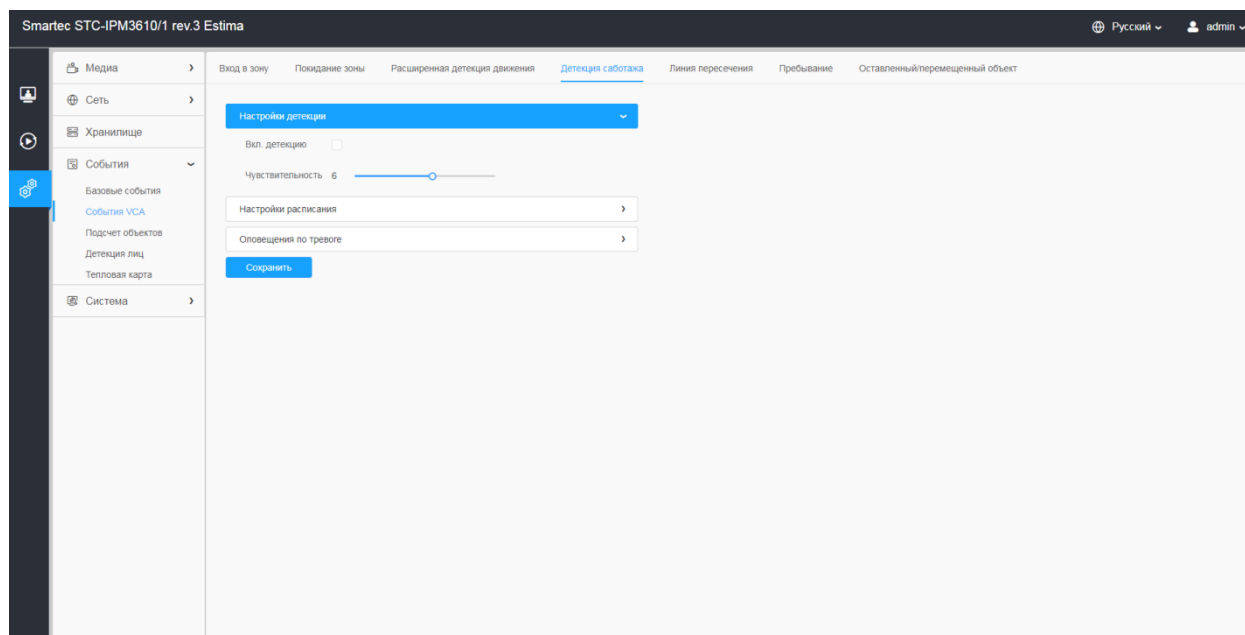 Smartec STC-IPM3610/1 rev.3 Estima
Русский
admin
Медиа
Сеть
Хранилище
События
Базовые события
События VCA
Подсчет объектов
Детекция лиц
Тепловая карта
Система
Вход в зону Покидание зоны Расширенная детекция движения Детекция саботажа Линия пересечения Пребывание Оставленный/перемещенный объект
Настройки детекции
Вкл. детекцию
Чувствительность 6
Настройки расписания
Оповещения по тревоге
Сохранить